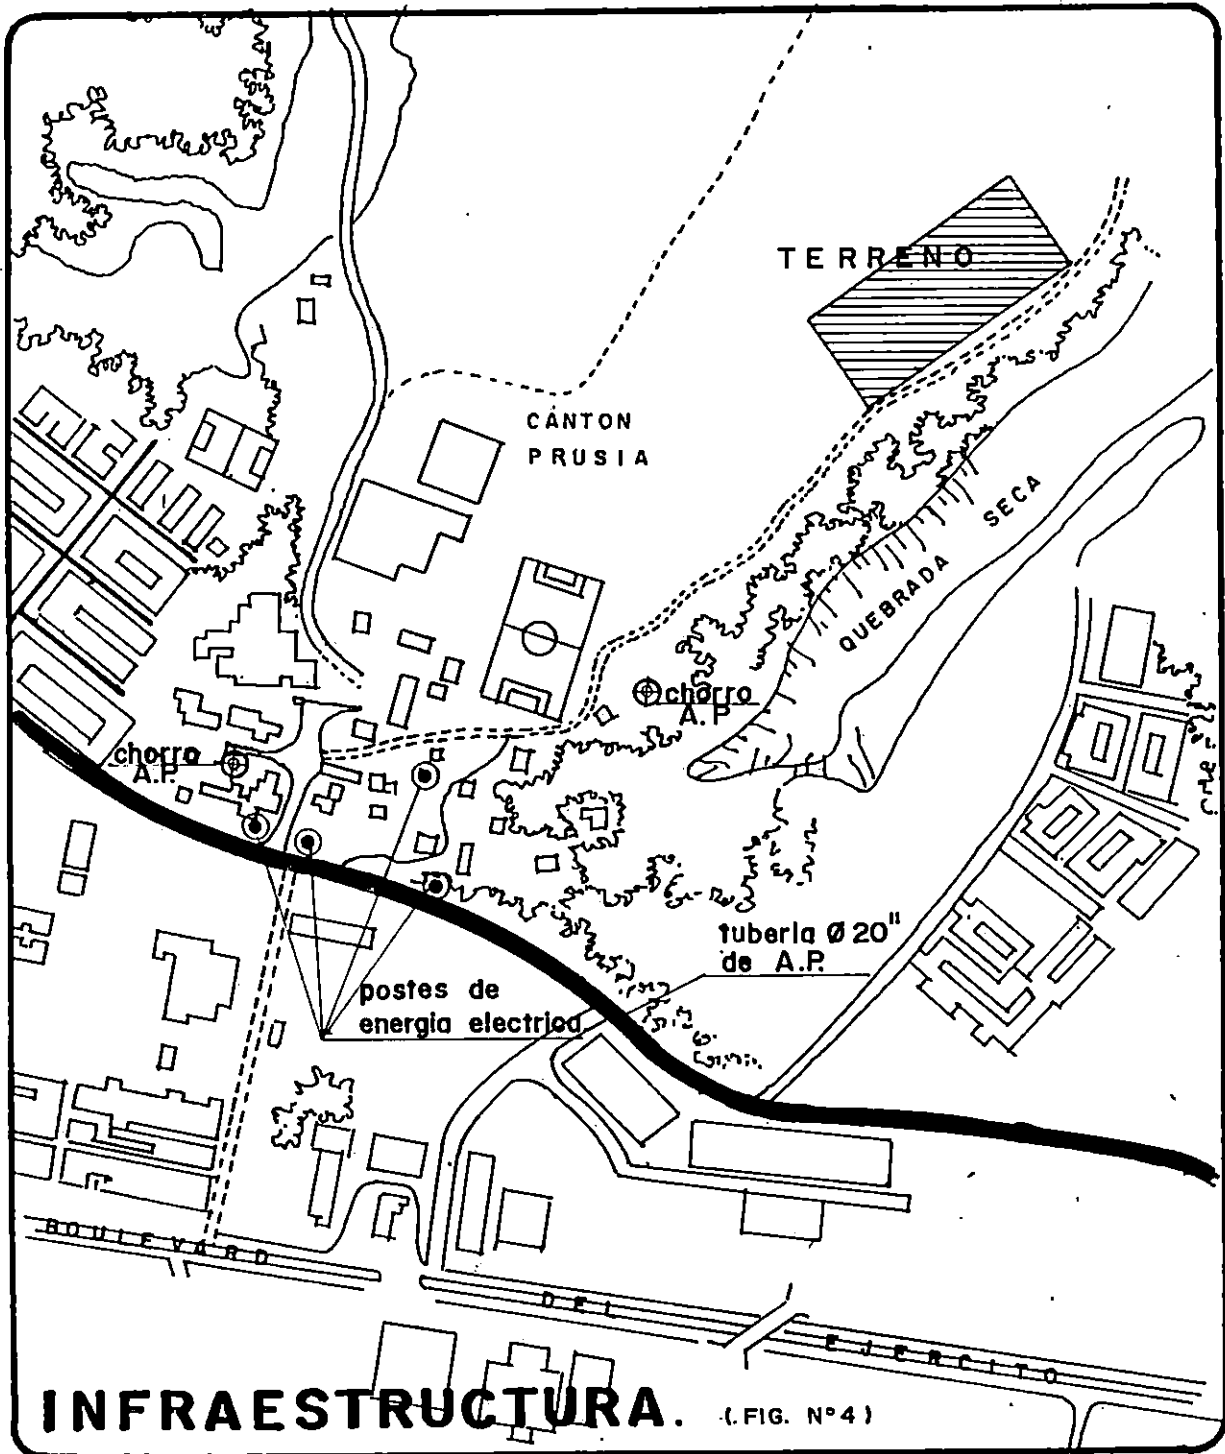 TERRENO
CANTON
PRUSIA
QUEBRADA SECA
chorro
A.P
chorro
A.P.
tuberia Ø 20"
de A.P.
postes de
energia electrica
BOULEVARD DEL EJERCITO
INFRAESTRUCTURA. (.FIG. Nº4)